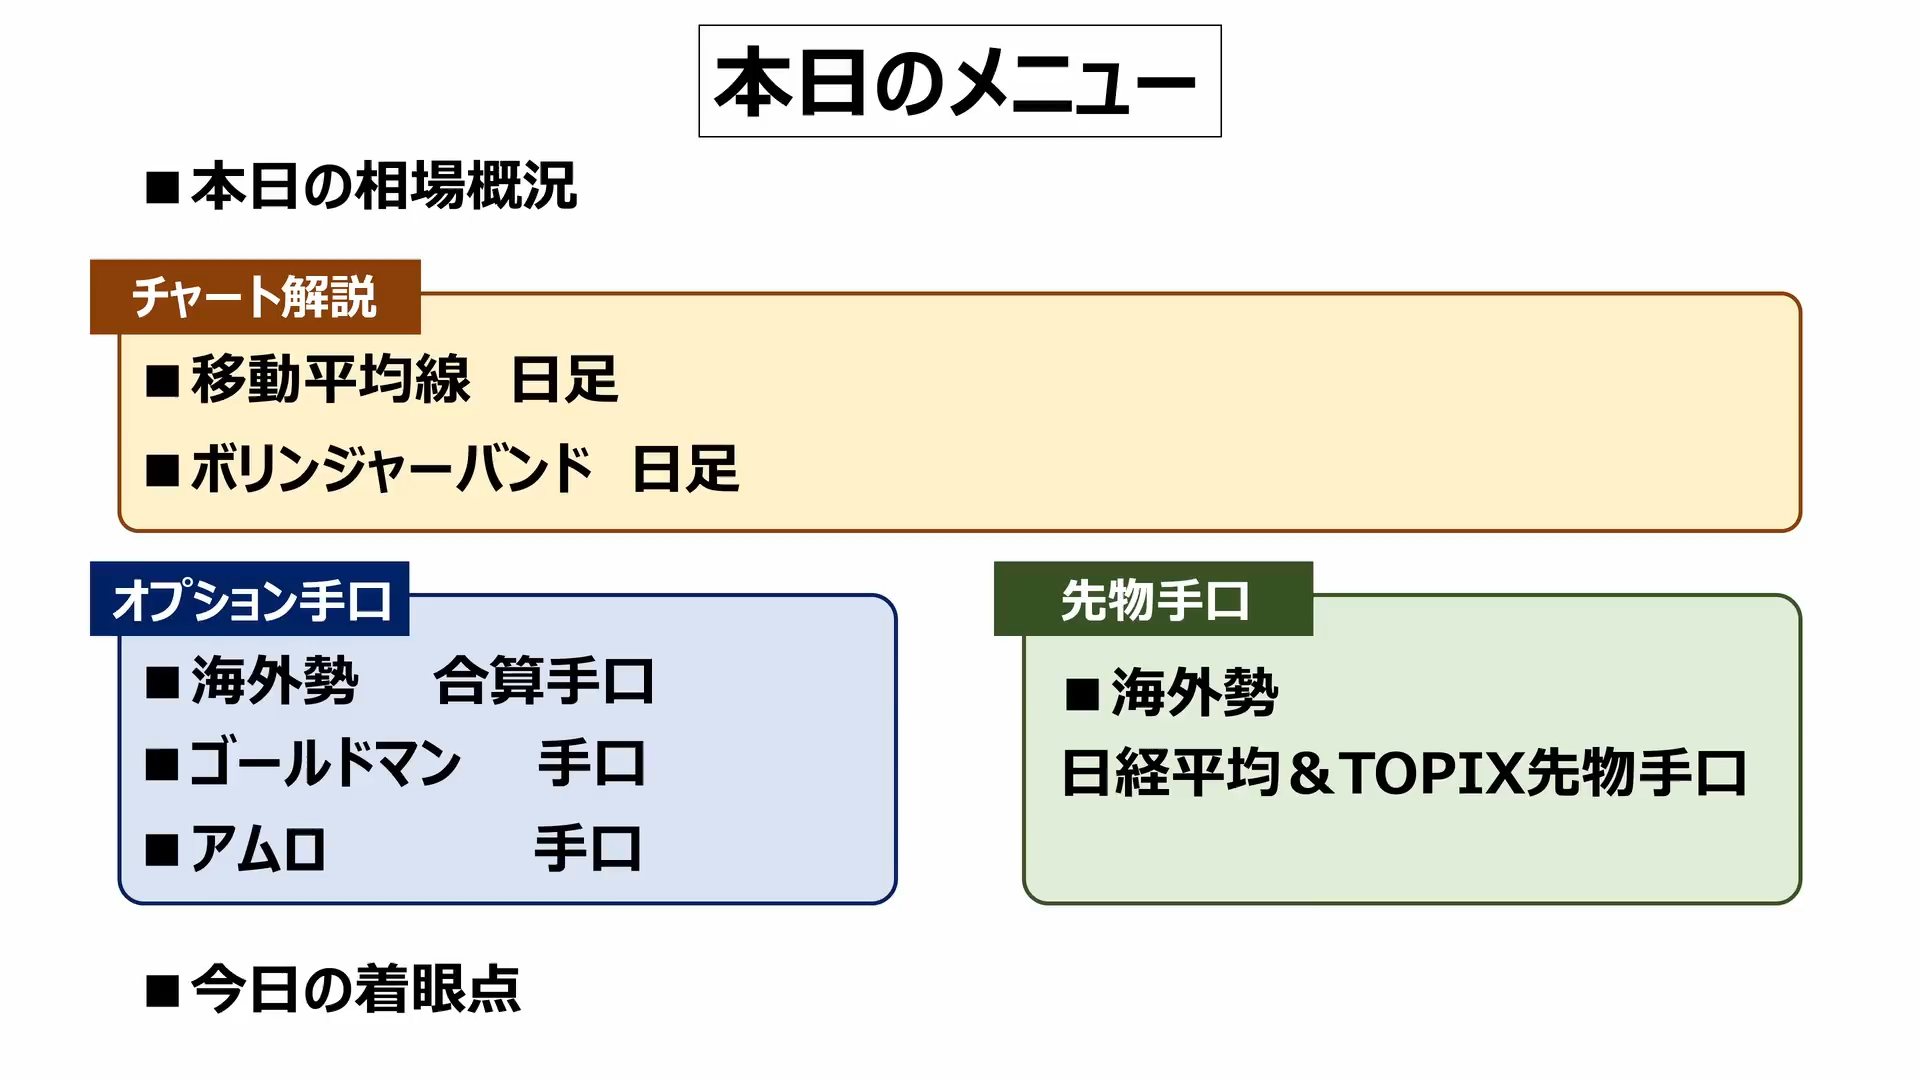 本日のメニュー
■本日の相場概況
チャート解説
■移動平均線　日足
■ボリンジャーバンド　日足
オプション手口
■海外勢　合算手口
■ゴールドマン　手口
■アムロ　手口
先物手口
■海外勢
日経平均＆TOPIX先物手口
■今日の着眼点